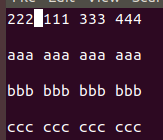 222 111 333 444
aaa aaa aaa aaa
bbb bbb bbb bbb
ccc ccc ccc ccc